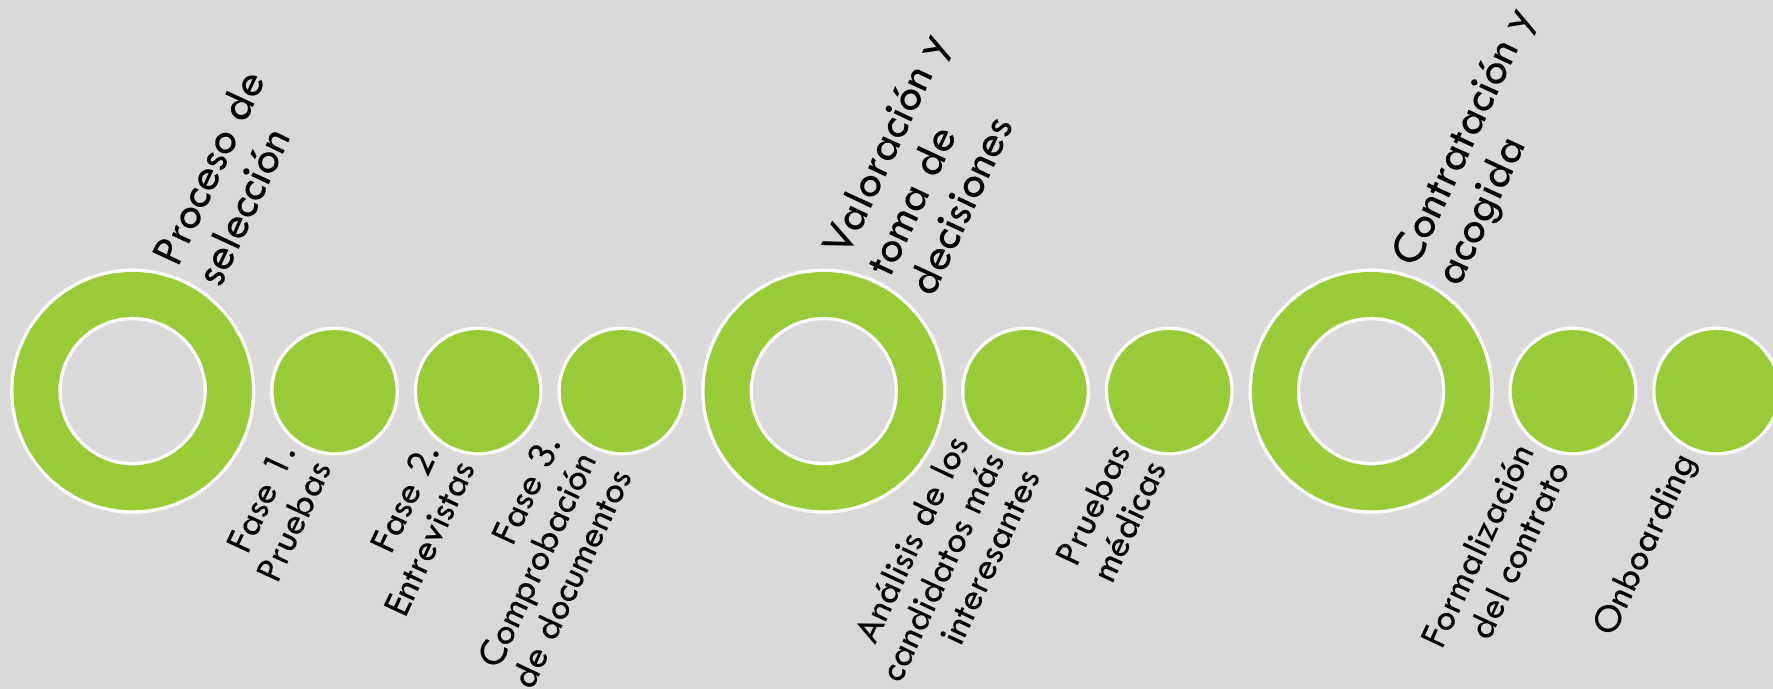 Proceso de
selección
Fase 1.
Pruebas
Fase 2.
Entrevistas
Fase 3.
Comprobación
de documentos
Valoración y
toma de
decisiones
Análisis de los
candidatos más
interesantes
Pruebas
médicas
Contratación y
acogida
Formalización
del contrato
Onboarding